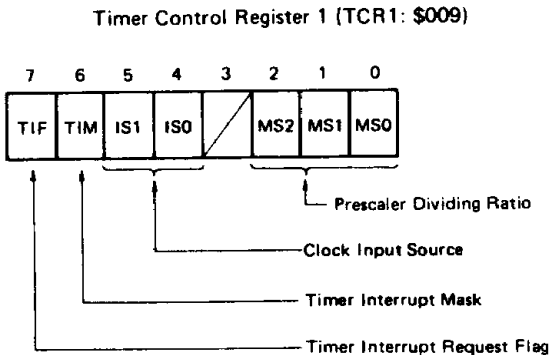 Timer Control Register 1 (TCR1: $009)
7 6 5 4 3 2 1 0
TIF TIM IS1 IS0 MS2 MS1 MS0
Prescaler Dividing Ratio
Clock Input Source
Timer Interrupt Mask
Timer Interrupt Request Flag